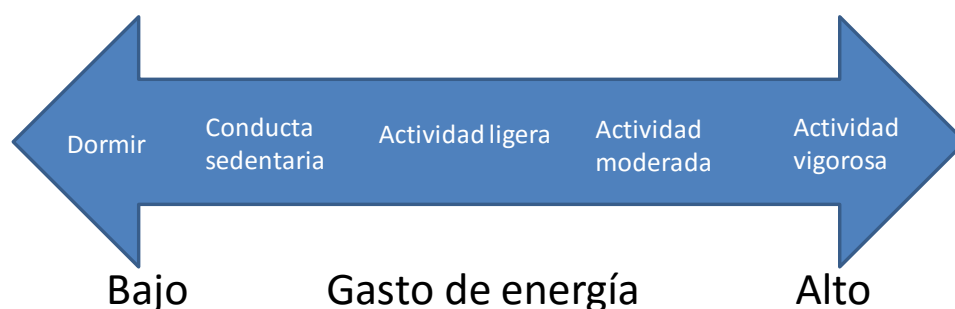 Dormir
Conducta
sedentaria
Actividad ligera
Actividad
moderada
Actividad
vigorosa
Bajo
Gasto de energía
Alto